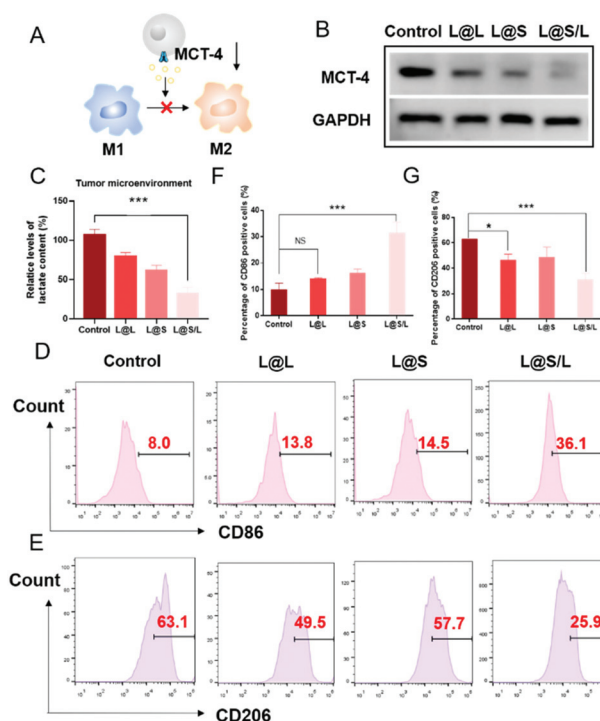 A
MCT-4
M1
M2
B
Control L@L L@S L@S/L
MCT-4
GAPDH
C
Tumor microenvironment
***
Relative levels of
lactate content (%)
150
100
50
0
Control L@L L@S L@S/L
F
Percentage of CD86 positive cells (%)
40
30
20
10
0
NS
***
Control L@L L@S L@S/L
G
Percentage of CD206 positive cells (%)
80
60
40
20
0
*
***
Control L@L L@S L@S/L
D
Control L@L L@S L@S/L
Count
8.0 13.8 14.5 36.1
CD86
E
Count
63.1 49.5 57.7 25.9
CD206